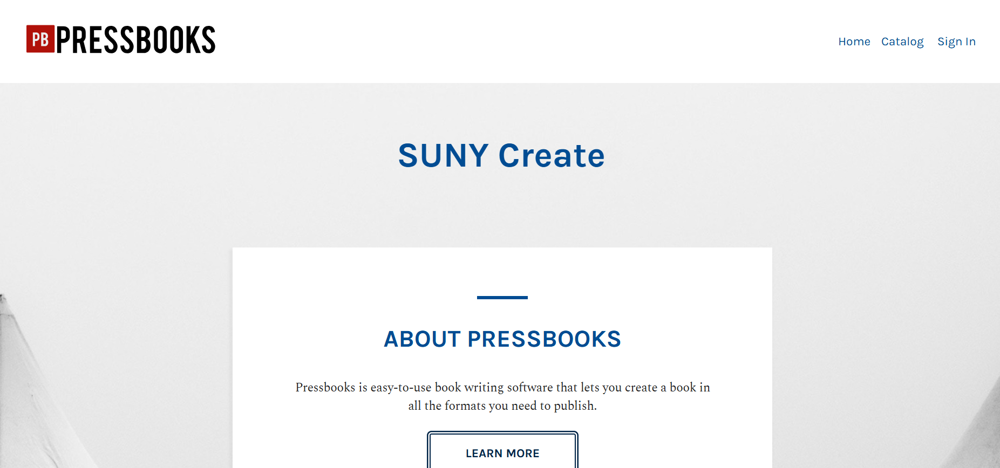 PB PRESSBOOKS
Home Catalog Sign In
SUNY Create
ABOUT PRESSBOOKS
Pressbooks is easy-to-use book writing software that lets you create a book in
all the formats you need to publish.
LEARN MORE